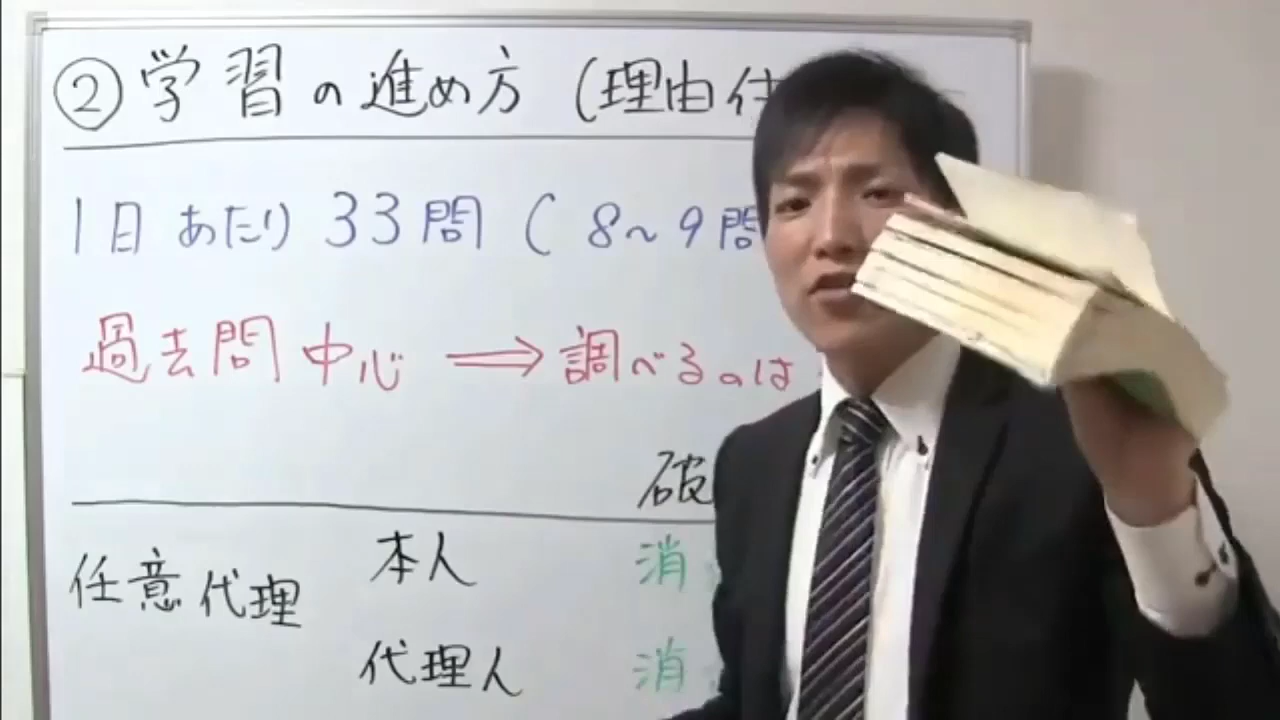 ②学習の進め方(理由
1日あたり33問(8～9問
過去問中心⇒調べるのは
破
任意代理 本人 消
代理人 消